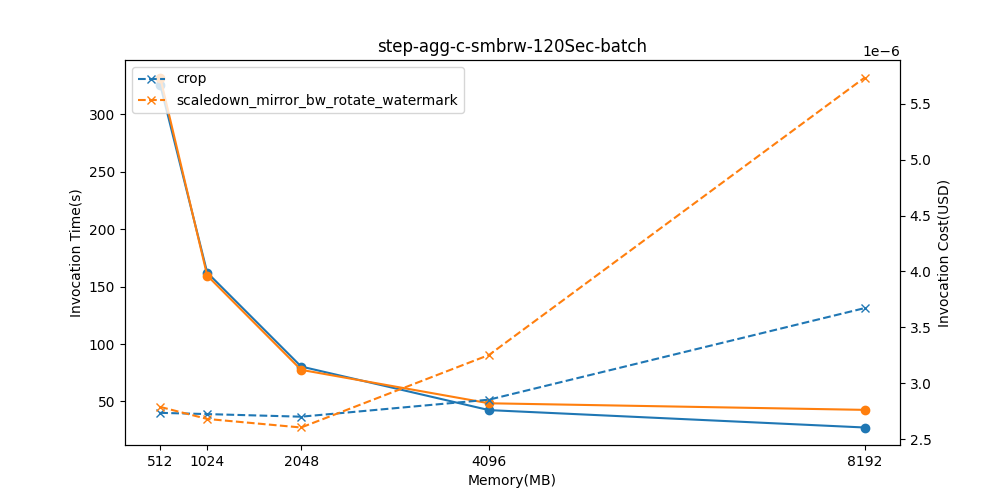 step-agg-c-smbrw-120Sec-batch
1e−6
crop
scaledown_mirror_bw_rotate_watermark
300
250
200
150
100
50
Invocation Time(s)
5.5
5.0
4.5
4.0
3.5
3.0
2.5
Invocation Cost(USD)
512 1024 2048 4096 8192
Memory(MB)